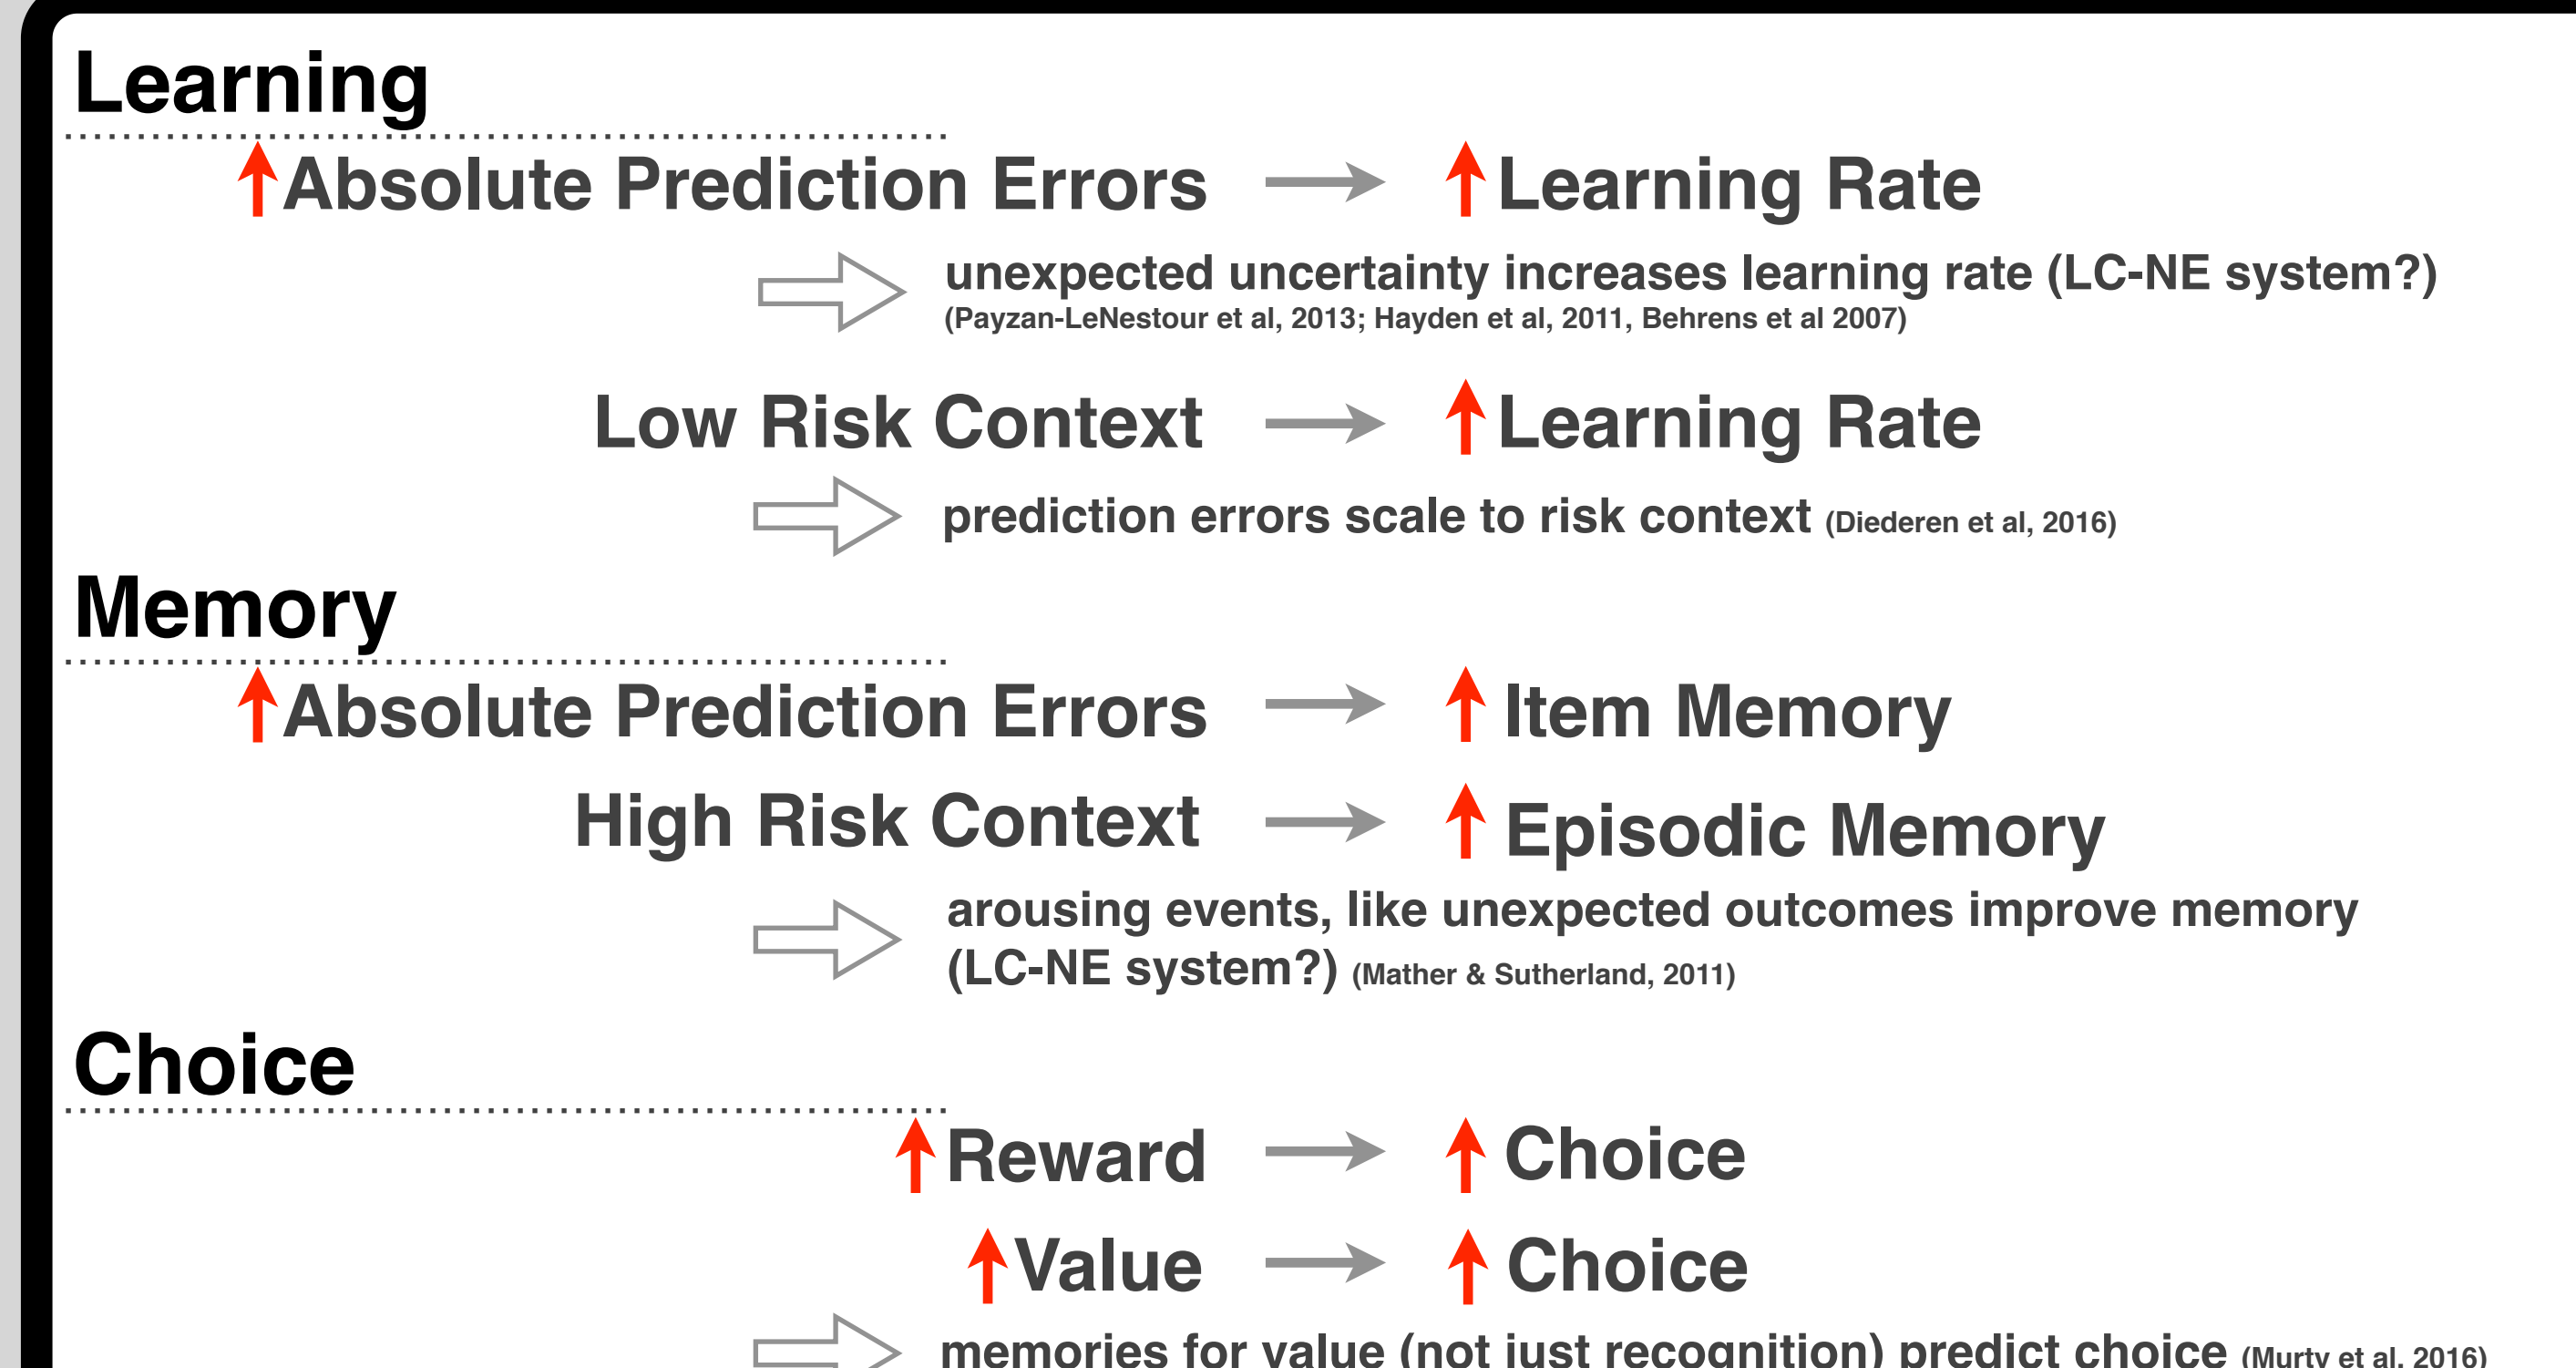 Learning
Absolute Prediction Errors Learning Rate
unexpected uncertainty increases learning rate (LC-NE system?)
(Payzan-LeNestour et al, 2013; Hayden et al, 2011, Behrens et al 2007)
Low Risk Context Learning Rate
prediction errors scale to risk context (Diederen et al, 2016)
Memory
Absolute Prediction Errors Item Memory
High Risk Context Episodic Memory
arousing events, like unexpected outcomes improve memory
(LC-NE system?) (Mather & Sutherland, 2011)
Choice
Reward Choice
Value Choice
memories for value (not just recognition) predict choice (Murty et al, 2016)